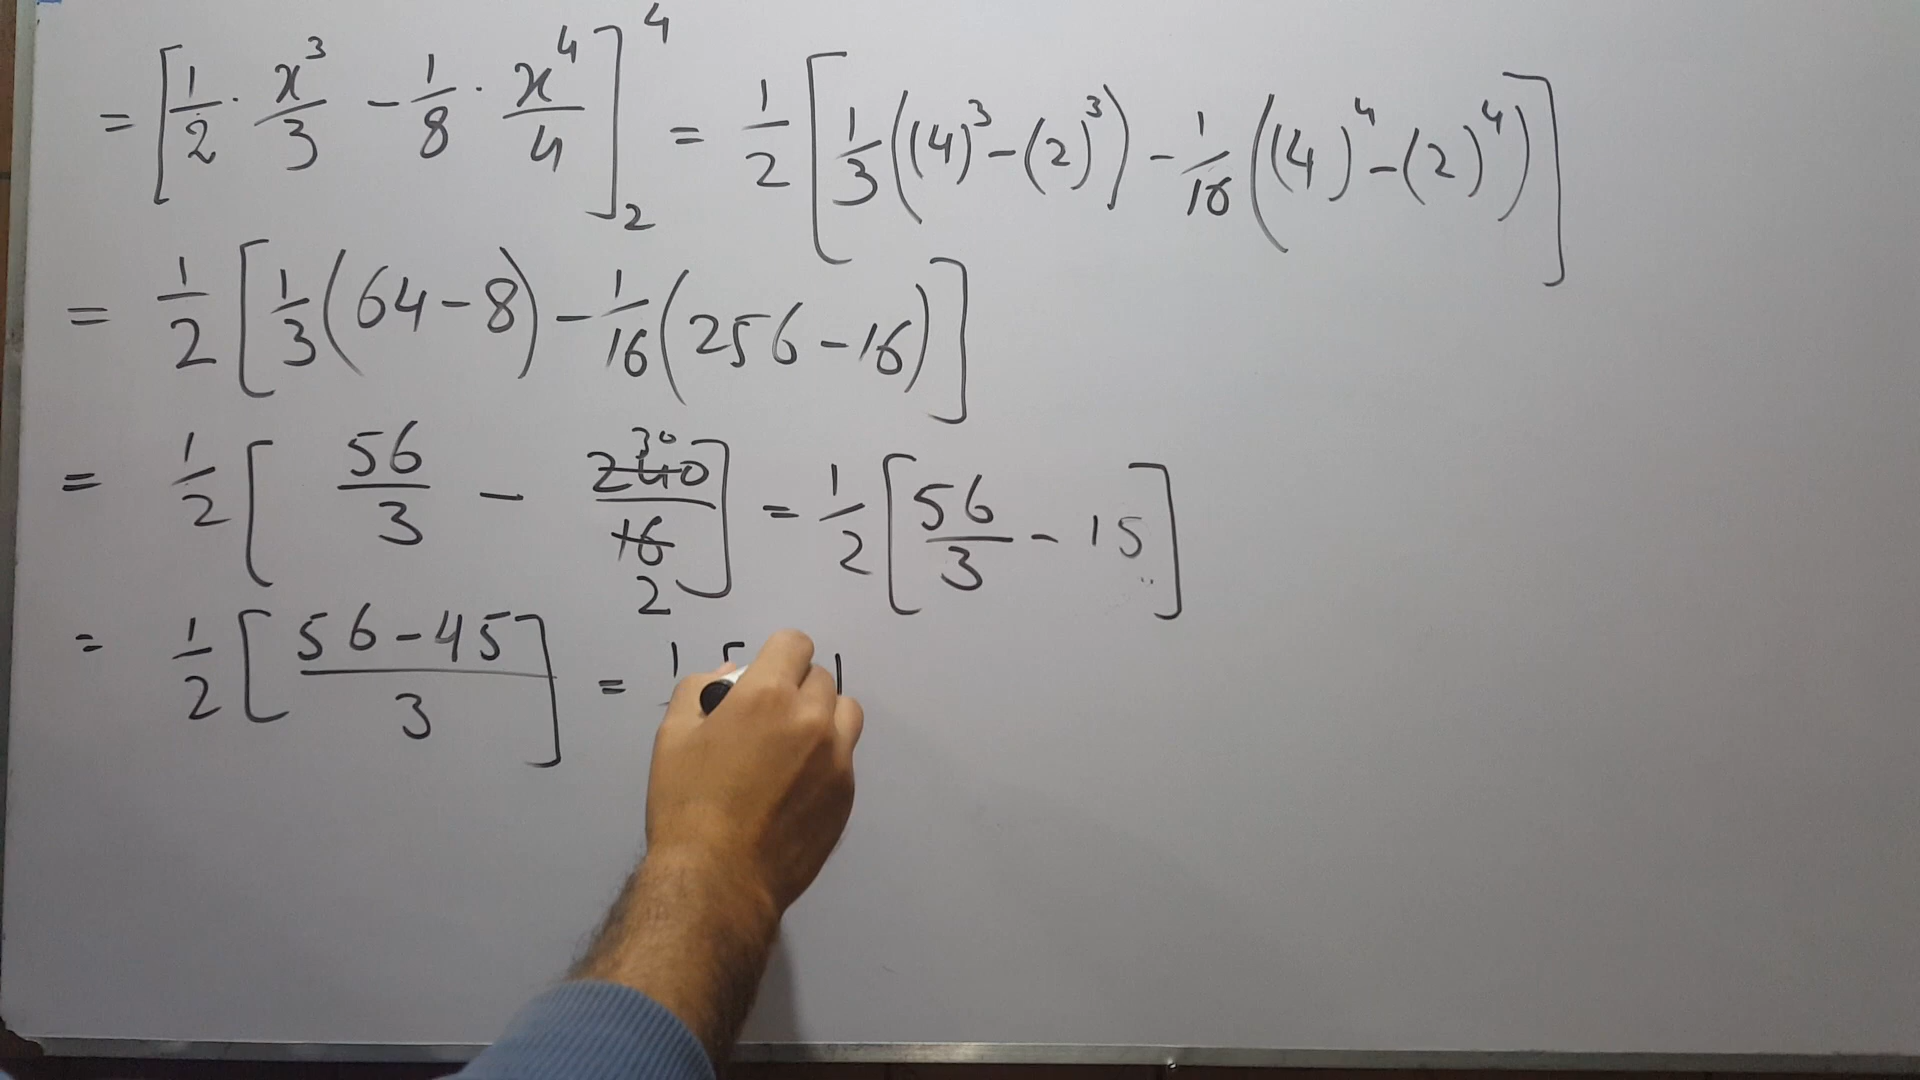 = [1/2 · x³/3 - 1/8 · x⁴/4]₂⁴ = 1/2 [1/3 ((4)³ - (2)³) - 1/16 ((4)⁴ - (2)⁴)]
= 1/2 [1/3 (64 - 8) - 1/16 (256 - 16)]
= 1/2 [56/3 - 240/16 30 2] = 1/2 [56/3 - 15]
= 1/2 [56 - 45/3] =